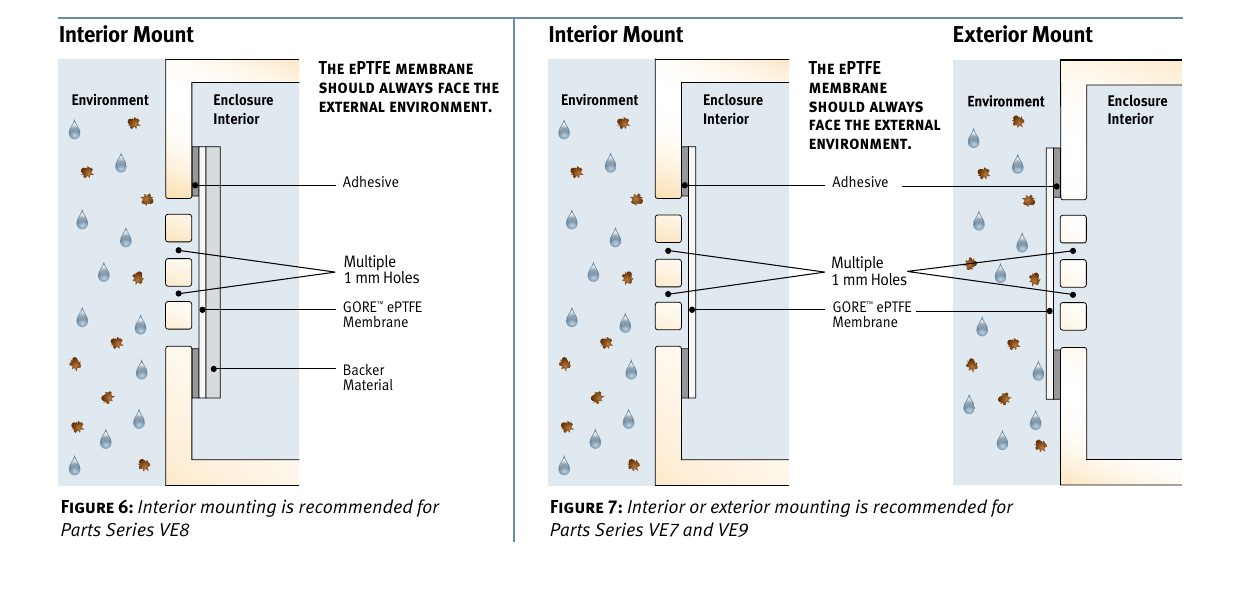 Interior Mount
THE EPTFE MEMBRANE
SHOULD ALWAYS FACE THE
EXTERNAL ENVIRONMENT.
Environment
Enclosure
Interior
Adhesive
Multiple
1 mm Holes
GORE™ ePTFE
Membrane
Backer
Material
FIGURE 6: Interior mounting is recommended for
Parts Series VE8
Interior Mount
Exterior Mount
THE EPTFE
MEMBRANE
SHOULD ALWAYS
FACE THE EXTERNAL
ENVIRONMENT.
Environment
Enclosure
Interior
Environment
Enclosure
Interior
Adhesive
Multiple
1 mm Holes
GORE™ ePTFE
Membrane
FIGURE 7: Interior or exterior mounting is recommended for
Parts Series VE7 and VE9